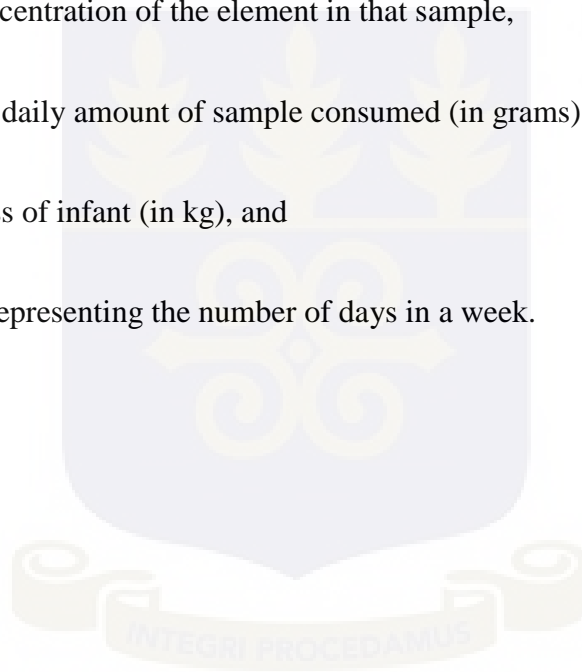 centration of the element in that sample,
daily amount of sample consumed (in grams)
s of infant (in kg), and
epresenting the number of days in a week.
INTEGRI PROCEDAMUS